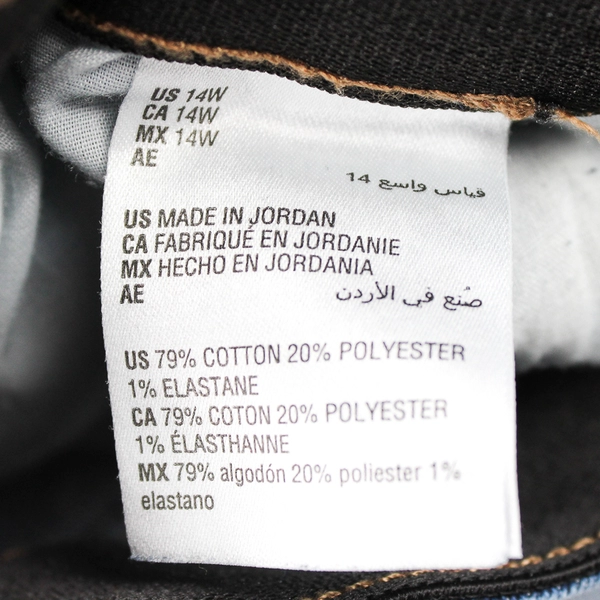 US 14W
CA 14W
MX 14W
AE
قياس واسع 14
US MADE IN JORDAN
CA FABRIQUÉ EN JORDANIE
MX HECHO EN JORDANIA
AE صُنع في الأردن
US 79% COTTON 20% POLYESTER
1% ELASTANE
CA 79% COTON 20% POLYESTER
1% ÉLASTHANNE
MX 79% algodón 20% poliester 1%
elastano